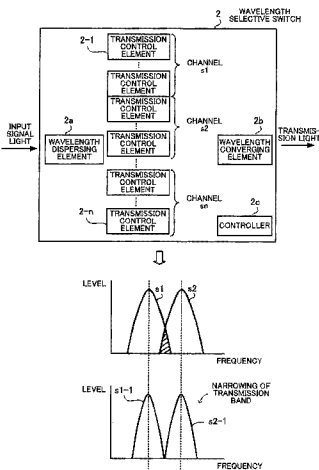 2
WAVELENGTH
SELECTIVE SWITCH
2-1
TRANSMISSION
CONTROL
ELEMENT
CHANNEL
s1
TRANSMISSION
CONTROL
ELEMENT
TRANSMISSION
CONTROL
ELEMENT
CHANNEL
s2
INPUT
SIGNAL
LIGHT
2a
WAVELENGTH
DISPERSING
ELEMENT
TRANSMISSION
CONTROL
ELEMENT
2b
WAVELENGTH
CONVERGING
ELEMENT
TRANSMIS-
SION LIGHT
TRANSMISSION
CONTROL
ELEMENT
CHANNEL
sn
2-n
TRANSMISSION
CONTROL
ELEMENT
2c
CONTROLLER
LEVEL
s1
s2
FREQUENCY
LEVEL
s1-1
NARROWING OF
TRANSMISSION
BAND
s2-1
FREQUENCY